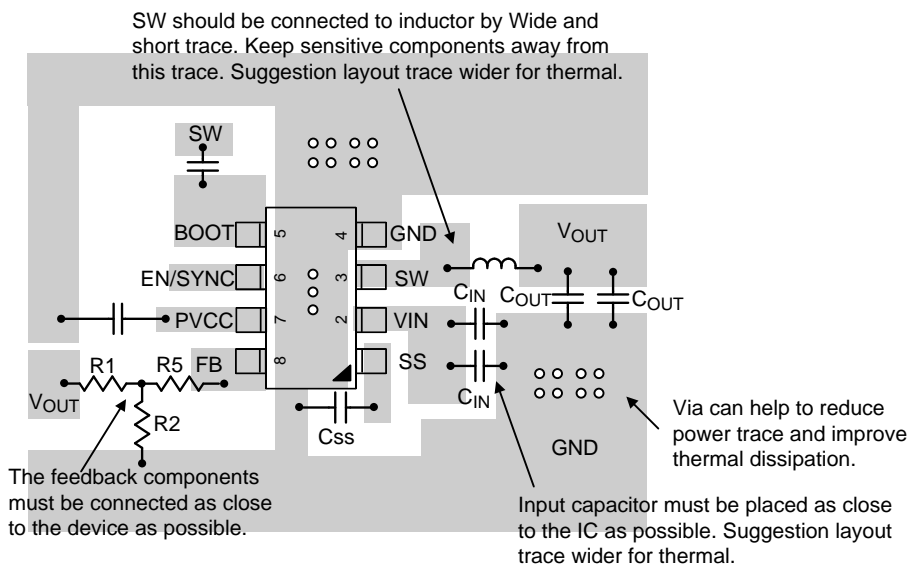 SW should be connected to inductor by Wide and
short trace. Keep sensitive components away from
this trace. Suggestion layout trace wider for thermal.
SW
BOOT
5
4
GND
VOUT
EN/SYNC
6
3
SW
CIN
COUT
COUT
PVCC
7
2
VIN
R1
R5
FB
8
SS
VOUT
R2
CIN
CSS
Via can help to reduce
power trace and improve
thermal dissipation.
GND
The feedback components
must be connected as close
to the device as possible.
Input capacitor must be placed as close
to the IC as possible. Suggestion layout
trace wider for thermal.